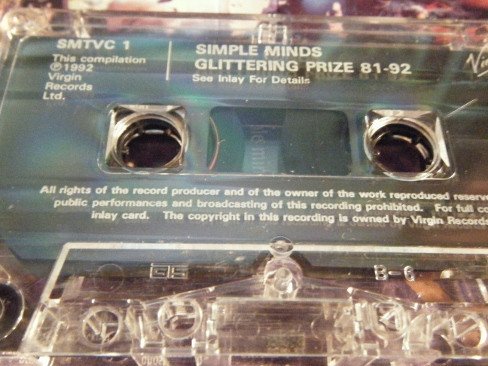 SMTVC 1
This compilation
℗1992
Virgin
Records
Ltd.
SIMPLE MINDS
GLITTERING PRIZE 81-92
See Inlay For Details
All rights of the record producer and of the owner of the work reproduced
public performances and broadcasting of this recording prohibited. For full
inlay card. The copyright in this recording is owned by Virgin Records
B-6